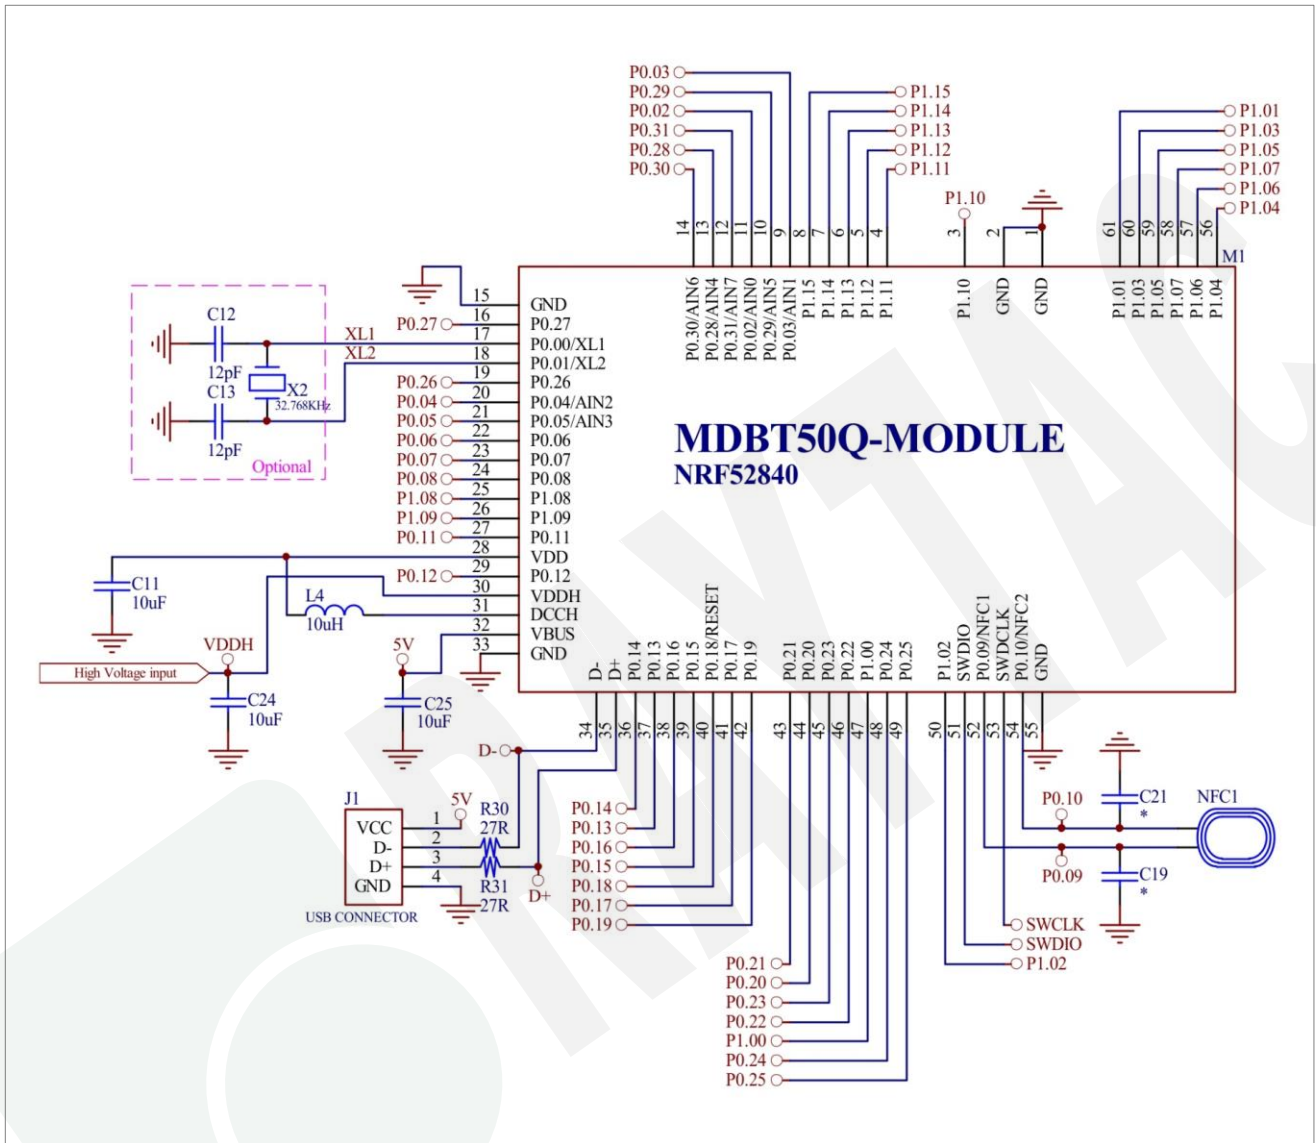 P0.03
P0.29
P0.02
P0.31
P0.28
P0.30
P1.15
P1.14
P1.13
P1.12
P1.11
P1.10
P1.01
P1.03
P1.05
P1.07
P1.06
P1.04
14 13 12 11 10 9 8 7 6 5 4 3 2 1 61 60 59 58 57 56
M1
P0.30/AIN6
P0.28/AIN4
P0.31/AIN7
P0.02/AIN0
P0.29/AIN5
P0.03/AIN1
P1.15
P1.14
P1.13
P1.12
P1.11
P1.10
GND
GND
P1.01
P1.03
P1.05
P1.07
P1.06
P1.04
15 GND
P0.27 16 P0.27
XL1 17 P0.00/XL1
XL2 18 P0.01/XL2
P0.26 19 P0.26
P0.04 20 P0.04/AIN2
P0.05 21 P0.05/AIN3
P0.06 22 P0.06
P0.07 23 P0.07
P0.08 24 P0.08
P1.08 25 P1.08
P1.09 26 P1.09
P0.11 27 P0.11
28 VDD
P0.12 29 P0.12
30 VDDH
31 DCCH
32 VBUS
33 GND
C12
12pF
X2
32.768KHz
C13
12pF
Optional
MDBT50Q-MODULE
NRF52840
C11
10uF
L4
10uH
VDDH
High Voltage input
C24
10uF
5V
C25
10uF
D-
D+
P0.14
P0.13
P0.16
P0.15
P0.18/RESET
P0.17
P0.19
P0.21
P0.20
P0.23
P0.22
P1.00
P0.24
P0.25
P1.02
SWDIO
P0.09/NFC1
SWDCLK
P0.10/NFC2
GND
34 35 36 37 38 39 40 41 42 43 44 45 46 47 48 49 50 51 52 53 54 55
D-
J1
VCC 1 5V
D- 2
D+ 3
GND 4
USB CONNECTOR
R30
27R
R31
27R
D+
P0.14
P0.13
P0.16
P0.15
P0.18
P0.17
P0.19
P0.21
P0.20
P0.23
P0.22
P1.00
P0.24
P0.25
P0.10
C21
*
NFC1
P0.09
C19
*
SWCLK
SWDIO
P1.02
RAYTAC